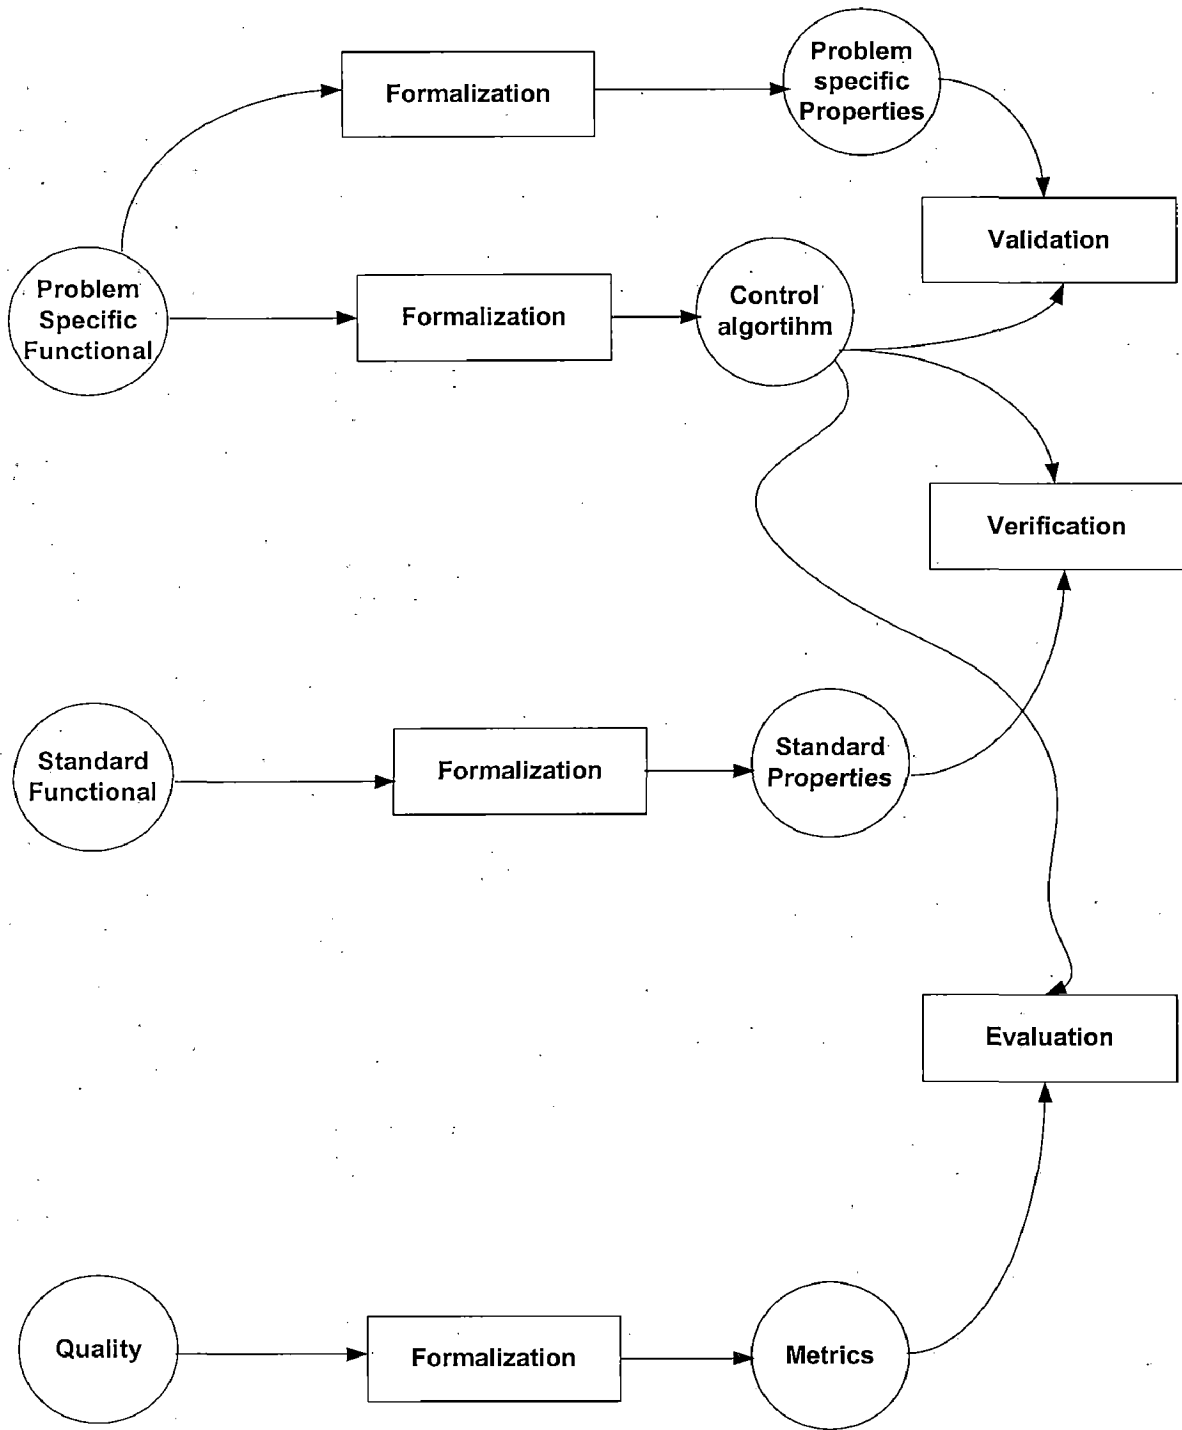 Formalization
Problem
specific
Properties
Validation
Problem
Specific
Functional
Formalization
Control
algortihm
Verification
Standard
Functional
Formalization
Standard
Properties
Evaluation
Quality
Formalization
Metrics